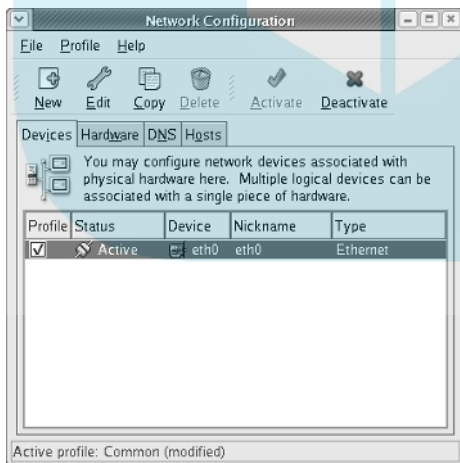 Network Configuration
File Profile Help
New Edit Copy Delete Activate Deactivate
Devices Hardware DNS Hosts
You may configure network devices associated with
physical hardware here. Multiple logical devices can be
associated with a single piece of hardware.
Profile Status Device Nickname Type
Active eth0 eth0 Ethernet
Active profile: Common (modified)